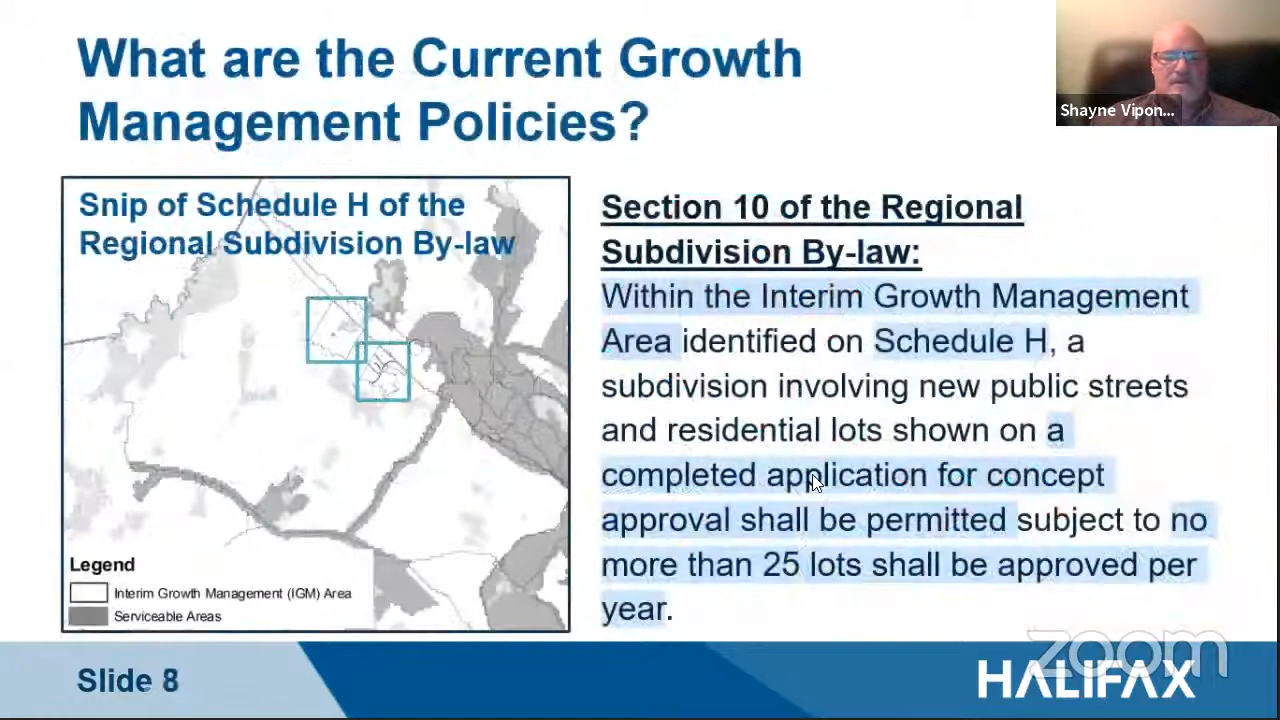 What are the Current Growth
Management Policies?
Shayne Vipon...
Snip of Schedule H of the
Regional Subdivision By-law
Legend
Interim Growth Management (IGM) Area
Serviceable Areas
Section 10 of the Regional
Subdivision By-law:
Within the Interim Growth Management
Area identified on Schedule H, a
subdivision involving new public streets
and residential lots shown on a
completed application for concept
approval shall be permitted subject to no
more than 25 lots shall be approved per
year.
Slide 8
zoom
HALIFAX